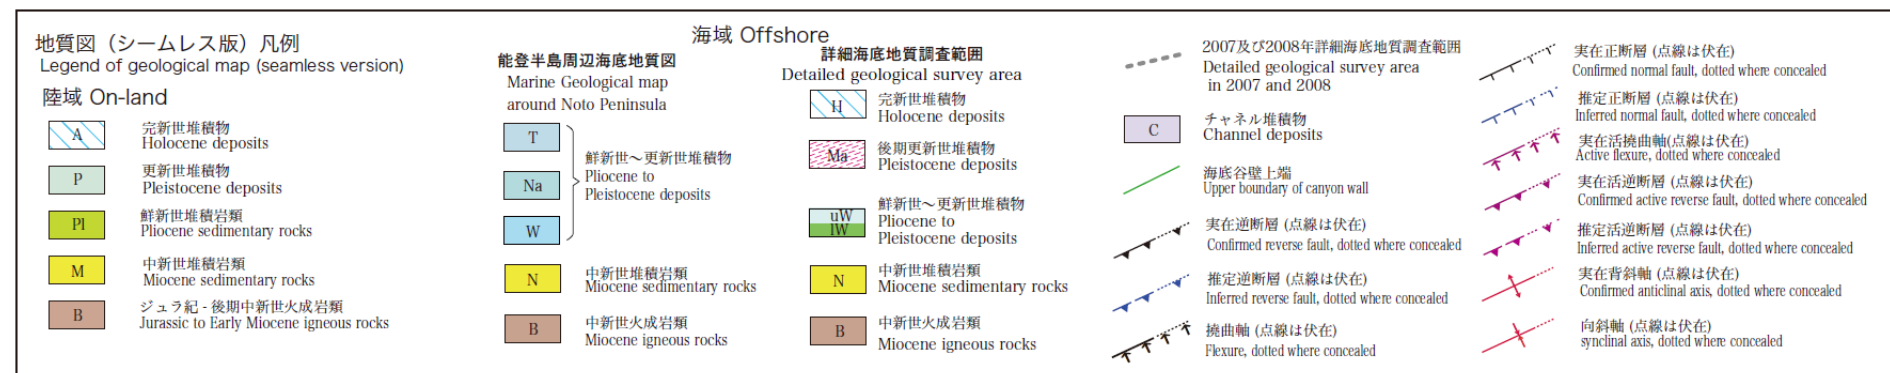 地質図（シームレス版）凡例
Legend of geological map (seamless version)
陸域 On-land
A
完新世堆積物
Holocene deposits
P
更新世堆積物
Pleistocene deposits
Pl
鮮新世堆積岩類
Pliocene sedimentary rocks
M
中新世堆積岩類
Miocene sedimentary rocks
B
ジュラ紀 - 後期中新世火成岩類
Jurassic to Early Miocene igneous rocks
海域 Offshore
能登半島周辺海底地質図
Marine Geological map
around Noto Peninsula
T
Na
W
鮮新世～更新世堆積物
Pliocene to
Pleistocene deposits
N
中新世堆積岩類
Miocene sedimentary rocks
B
中新世火成岩類
Miocene igneous rocks
詳細海底地質調査範囲
Detailed geological survey area
H
完新世堆積物
Holocene deposits
Ma
後期更新世堆積物
Pleistocene deposits
uW
lW
鮮新世～更新世堆積物
Pliocene to
Pleistocene deposits
N
中新世堆積岩類
Miocene sedimentary rocks
B
中新世火成岩類
Miocene igneous rocks
2007及び2008年詳細海底地質調査範囲
Detailed geological survey area
in 2007 and 2008
C
チャネル堆積物
Channel deposits
海底谷壁上端
Upper boundary of canyon wall
実在逆断層 (点線は伏在)
Confirmed reverse fault, dotted where concealed
推定逆断層 (点線は伏在)
Inferred reverse fault, dotted where concealed
撓曲軸 (点線は伏在)
Flexure, dotted where concealed
実在正断層 (点線は伏在)
Confirmed normal fault, dotted where concealed
推定正断層 (点線は伏在)
Inferred normal fault, dotted where concealed
実在活撓曲軸(点線は伏在)
Active flexure, dotted where concealed
実在活逆断層 (点線は伏在)
Confirmed active reverse fault, dotted where concealed
推定活逆断層 (点線は伏在)
Inferred active reverse fault, dotted where concealed
実在背斜軸 (点線は伏在)
Confirmed anticlinal axis, dotted where concealed
向斜軸 (点線は伏在)
synclinal axis, dotted where concealed